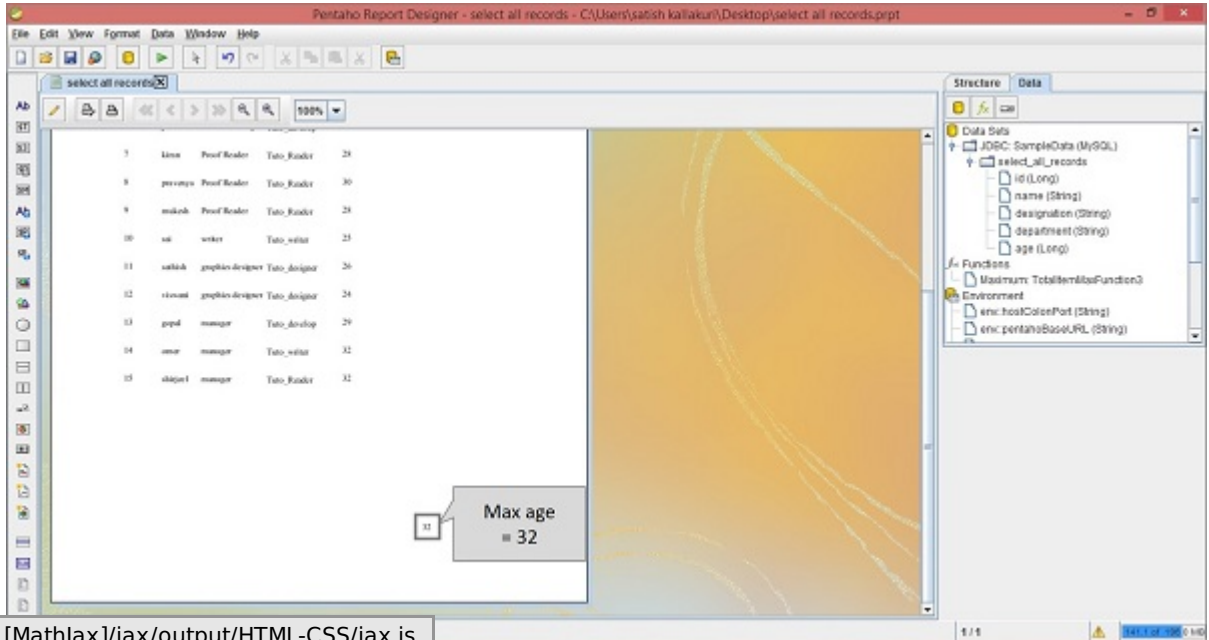 Pentaho Report Designer - select all records - C:\Users\satish kallakuri\Desktop\select all records.prpt
File Edit View Format Data Window Help
select all records
100%
7 kiran Proof Reader Tuto_Reader 28
8 pravenya Proof Reader Tuto_Reader 30
9 mukesh Proof Reader Tuto_Reader 28
10 sai writer Tuto_writer 25
11 sathish graphics designer Tuto_designer 26
12 graphics designer Tuto_designer 24
13 gopal manager Tuto_develop 29
14 omar manager Tuto_writer 32
15 manager Tuto_Reader 32
32
Max age
= 32
Structure Data
Data Sets
JDBC: SampleData (MySQL)
select_all_records
id (Long)
name (String)
designation (String)
department (String)
age (Long)
Functions
Maximum: TotalItemMaxFunction3
Environment
env::hostColonPort (String)
env::pentahoBaseURL (String)
1 / 1
[MathJax]/jax/output/HTML-CSS/jax.js